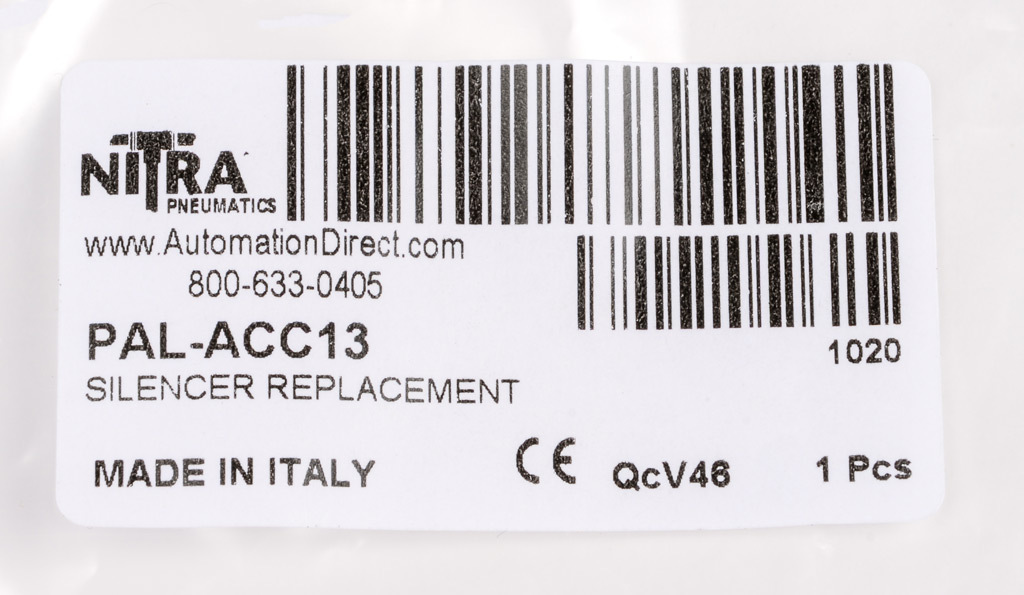 NITRA
PNEUMATICS
www.AutomationDirect.com
800-633-0405
PAL-ACC13
1020
SILENCER REPLACEMENT
MADE IN ITALY CE QcV46 1 Pcs